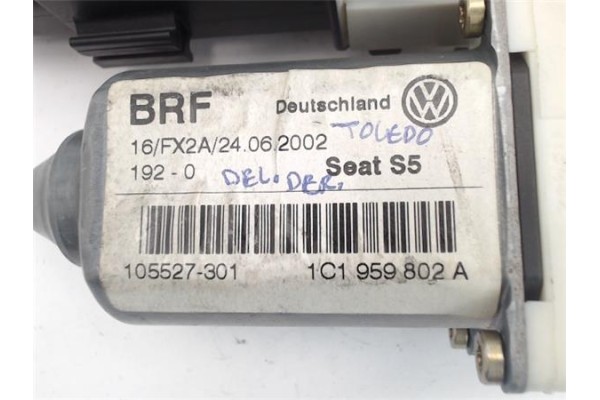 BRF Deutschland
16/FX2A/24.06.2002 TOLEDO
192 - 0 DEL. DER. Seat S5
105527-301 1C1 959 802 A